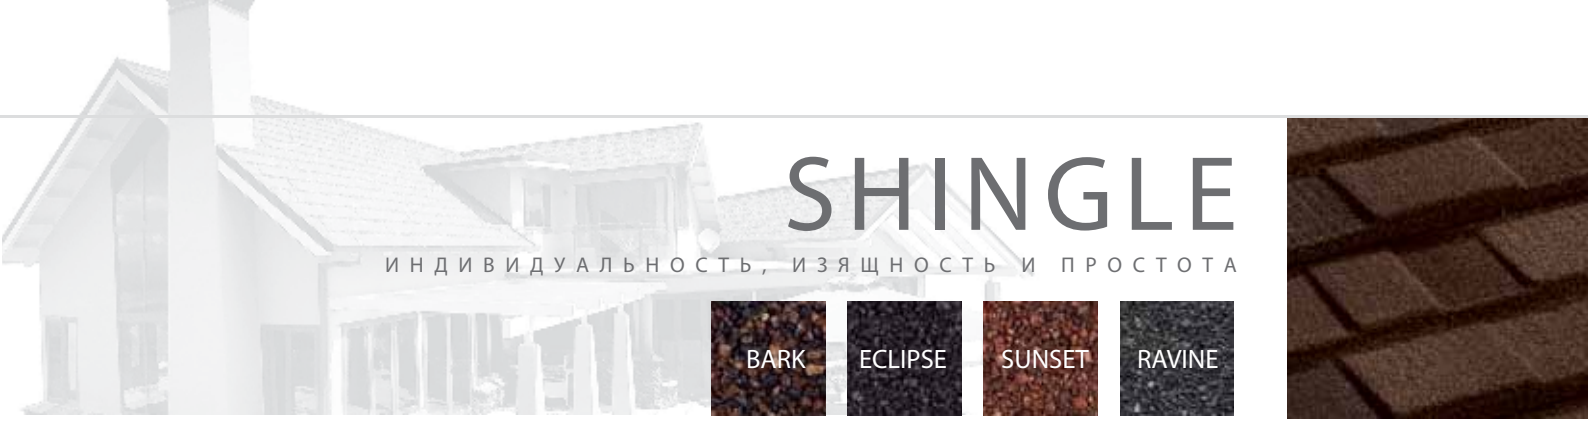 SHINGLE
ИНДИВИДУАЛЬНОСТЬ, ИЗЯЩНОСТЬ И ПРОСТОТА
BARK ECLIPSE SUNSET RAVINE